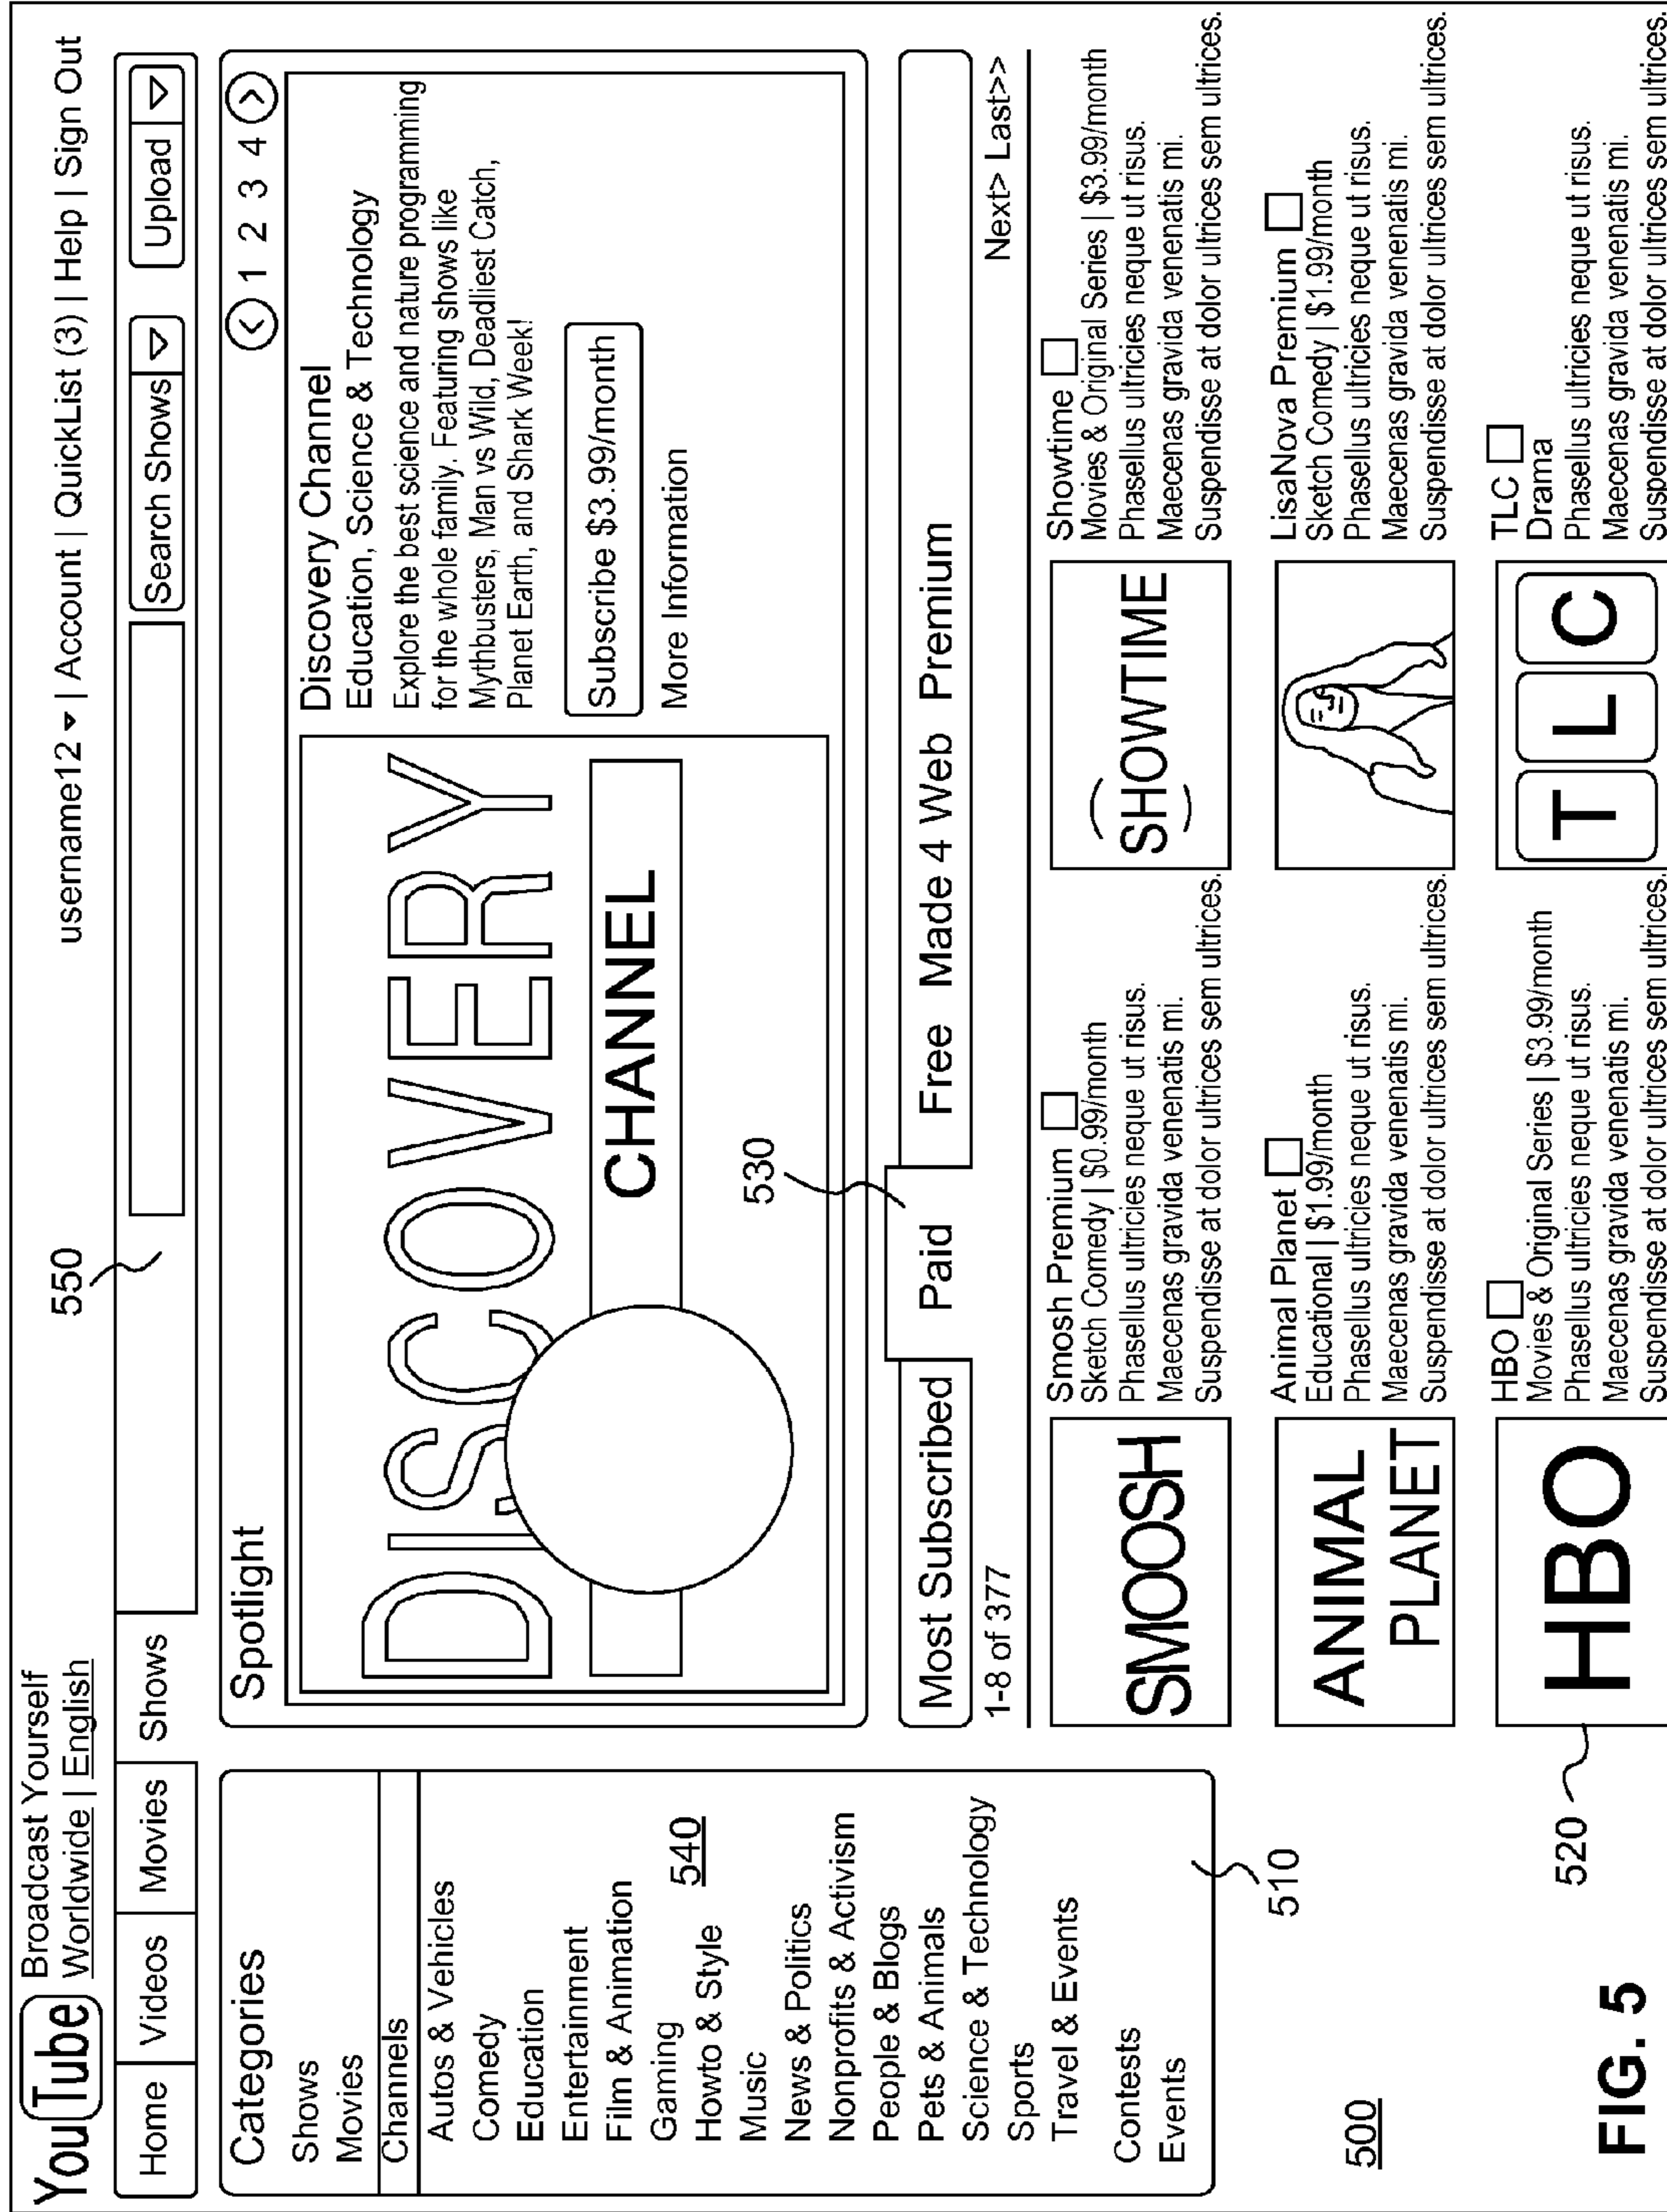 YouTube
Broadcast Yourself
Worldwide | English
username12 ▾ | Account | QuickList (3) | Help | Sign Out
550
Home
Videos
Movies
Shows
Search Shows
Upload
Categories
Shows
Movies
Channels
Autos & Vehicles
Comedy
Education
Entertainment
Film & Animation
Gaming
Howto & Style
Music
News & Politics
Nonprofits & Activism
People & Blogs
Pets & Animals
Science & Technology
Sports
Travel & Events
Contests
Events
540
510
500
Spotlight
< 1 2 3 4 >
DISCOVERY
CHANNEL
Discovery Channel
Education, Science & Technology
Explore the best science and nature programming
for the whole family. Featuring shows like
Mythbusters, Man vs Wild, Deadliest Catch,
Planet Earth, and Shark Week!
Subscribe $3.99/month
More Information
530
Most Subscribed
Paid
Free
Made 4 Web
Premium
1-8 of 377
Next> Last>>
SMOOSH
Smosh Premium
Sketch Comedy | $0.99/month
Phasellus ultricies neque ut risus.
Maecenas gravida venenatis mi.
Suspendisse at dolor ultrices sem ultrices.
SHOWTIME
Showtime
Movies & Original Series | $3.99/month
Phasellus ultricies neque ut risus.
Maecenas gravida venenatis mi.
Suspendisse at dolor ultrices sem ultrices.
ANIMAL
PLANET
Animal Planet
Educational | $1.99/month
Phasellus ultricies neque ut risus.
Maecenas gravida venenatis mi.
Suspendisse at dolor ultrices sem ultrices.
LisaNova Premium
Sketch Comedy | $1.99/month
Phasellus ultricies neque ut risus.
Maecenas gravida venenatis mi.
Suspendisse at dolor ultrices sem ultrices.
520
HBO
HBO
Movies & Original Series | $3.99/month
Phasellus ultricies neque ut risus.
Maecenas gravida venenatis mi.
Suspendisse at dolor ultrices sem ultrices.
TLC
TLC
Drama
Phasellus ultricies neque ut risus.
Maecenas gravida venenatis mi.
Suspendisse at dolor ultrices sem ultrices.
FIG. 5